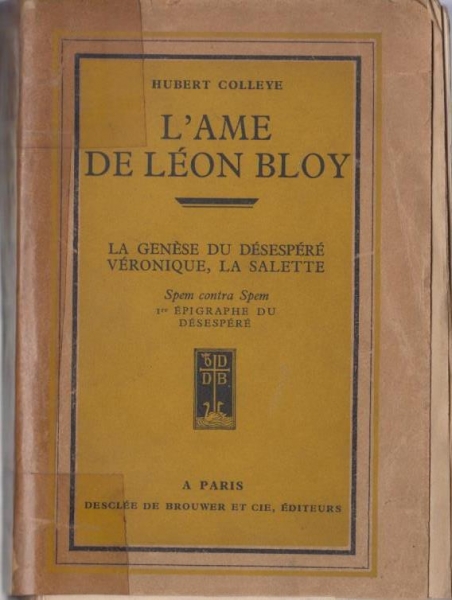 HUBERT COLLEYE
L'AME
DE LÉON BLOY
LA GENÈSE DU DÉSESPÉRÉ
VÉRONIQUE, LA SALETTE
Spem contra Spem
1er ÉPIGRAPHE DU
DÉSESPÉRÉ
D
D B
A PARIS
DESCLÉE DE BROUWER ET CIE, ÉDITEURS